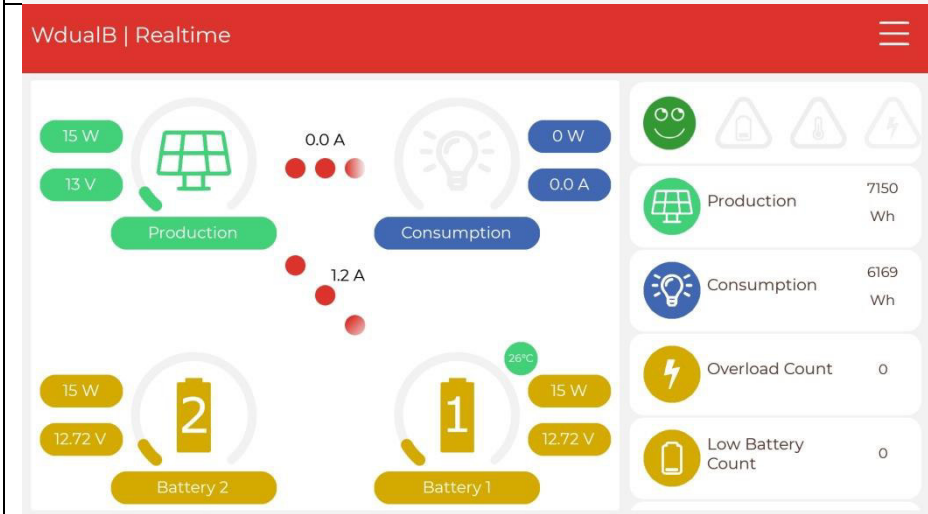 WdualB | Realtime
15 W
13 V
Production
0.0 A
0 W
0.0 A
Consumption
1.2 A
15 W
12.72 V
2
Battery 2
26°C
1
15 W
12.72 V
Battery 1
Production
7150
Wh
Consumption
6169
Wh
Overload Count
0
Low Battery
Count
0